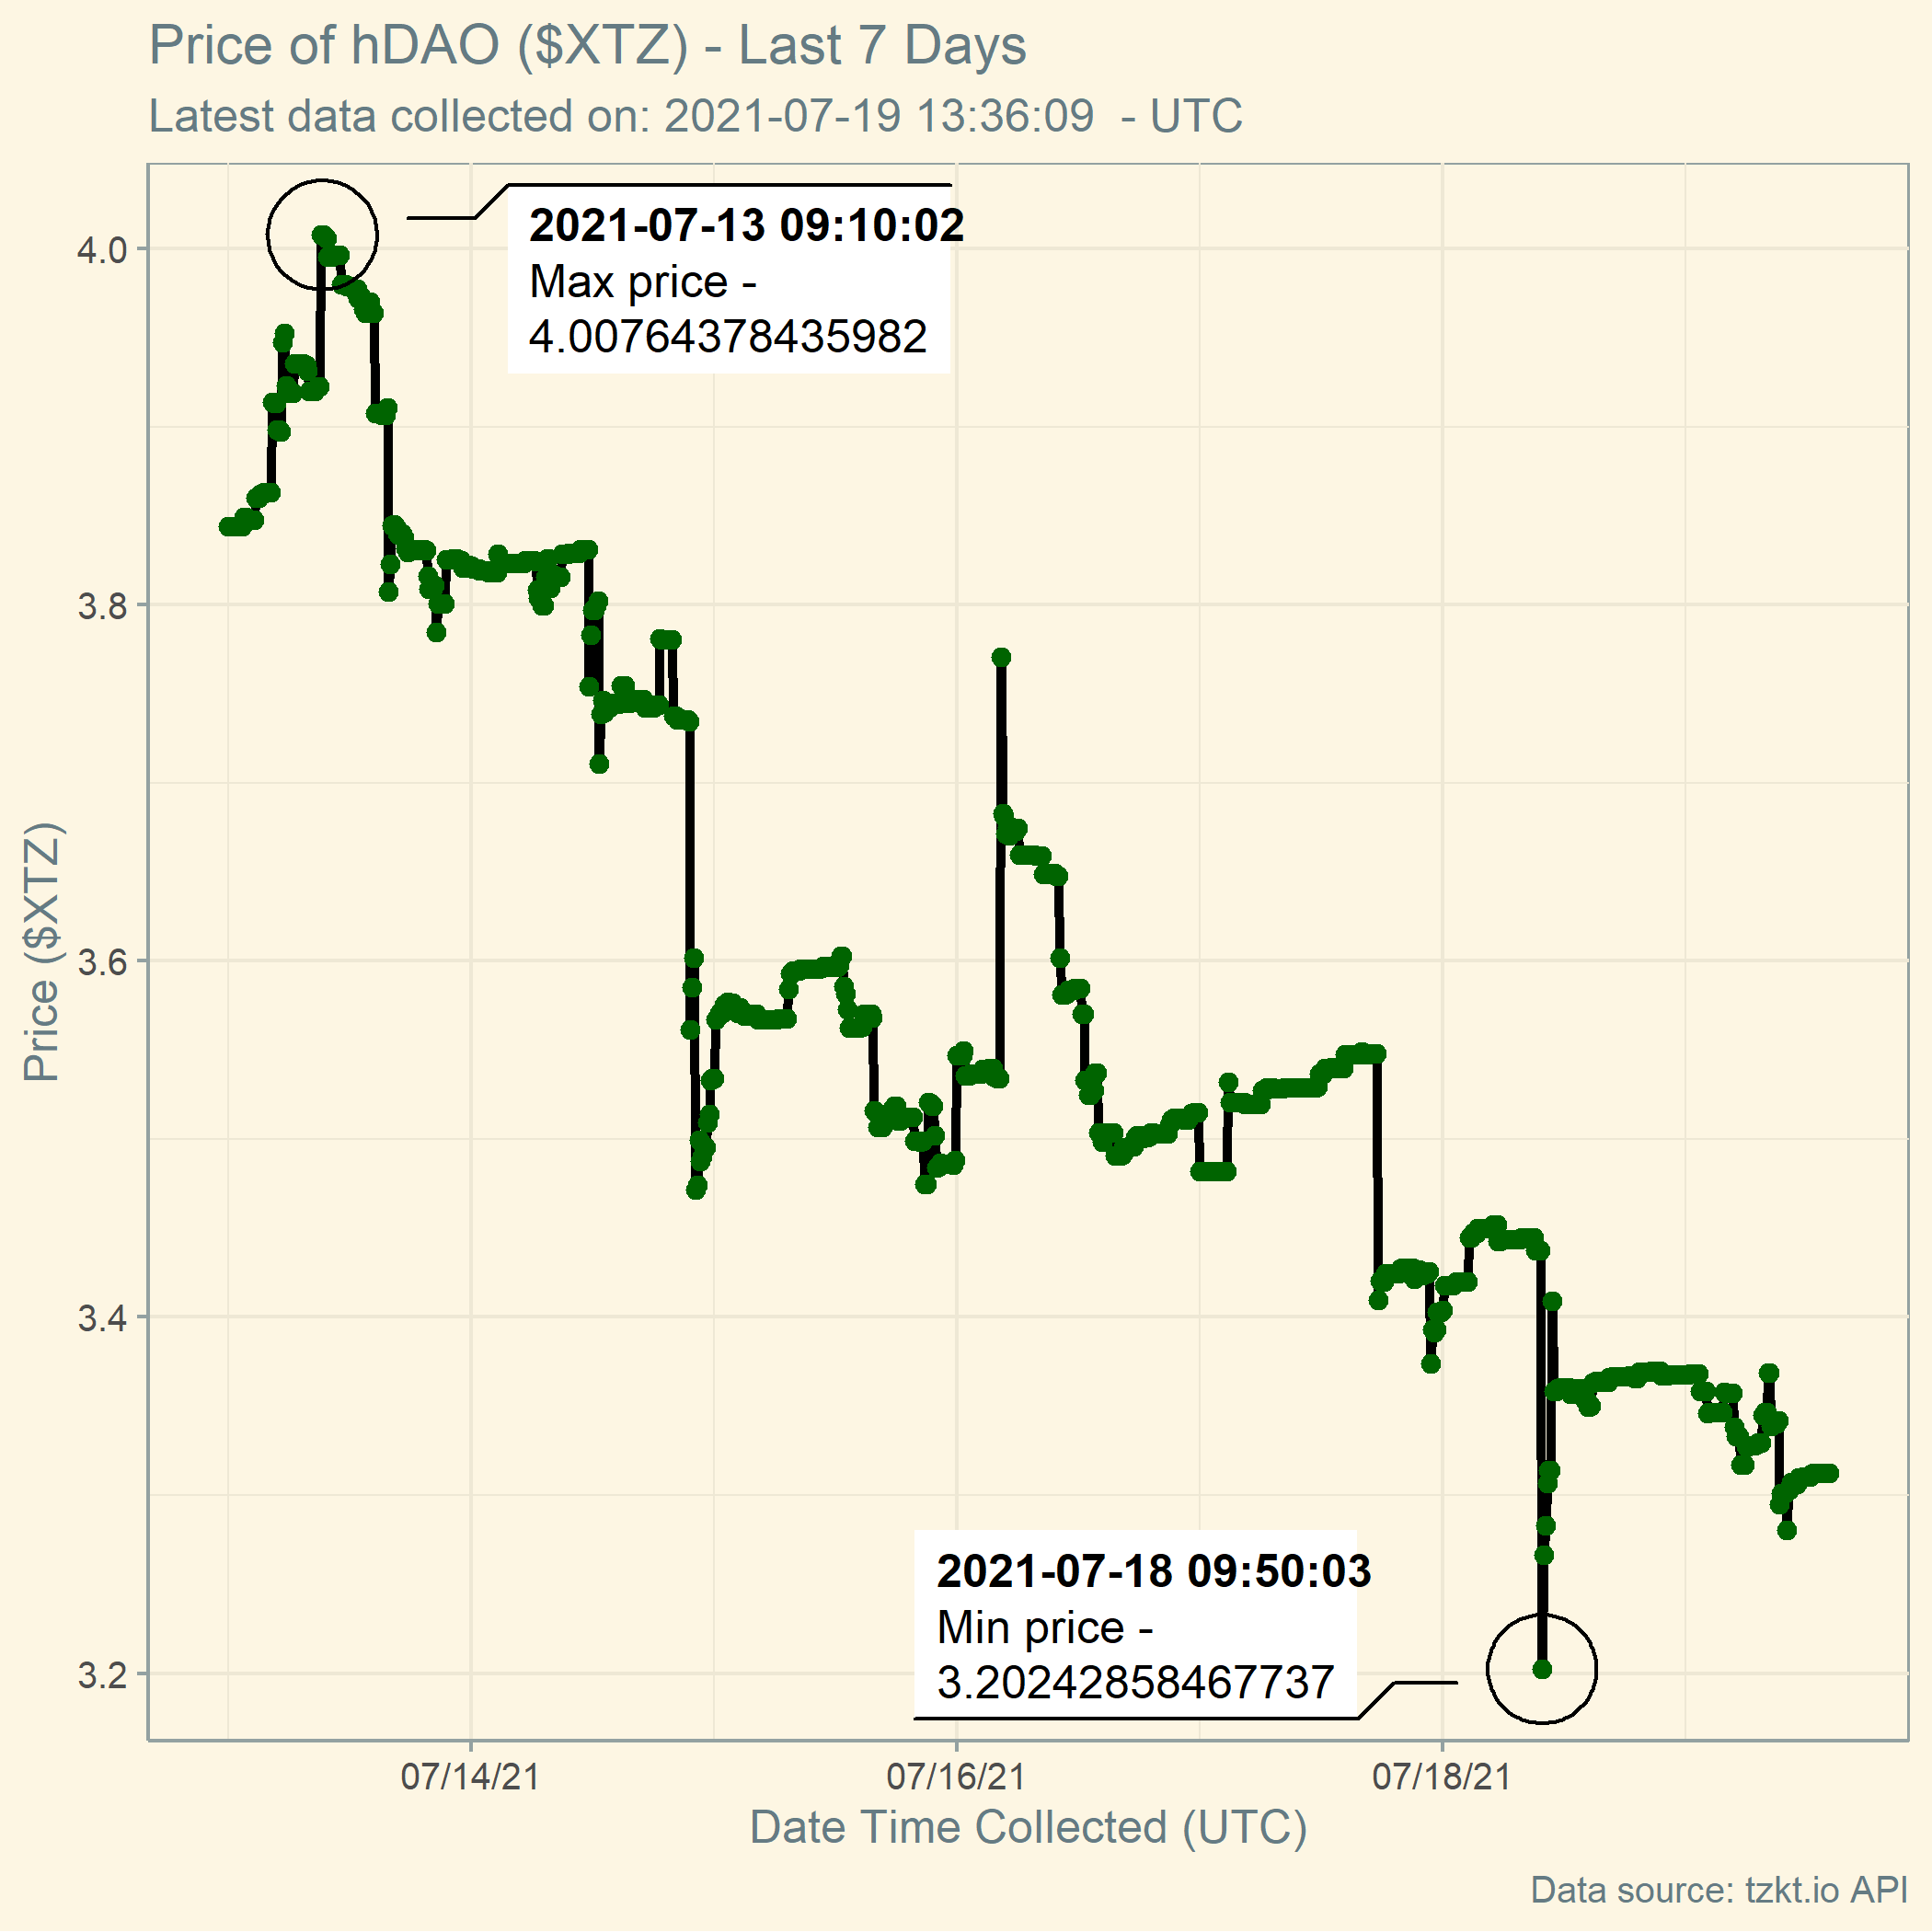 Price of hDAO ($XTZ) - Last 7 Days
Latest data collected on: 2021-07-19 13:36:09  - UTC
2021-07-13 09:10:02
Max price -
4.00764378435982
4.0
3.8
3.6
3.4
3.2
Price ($XTZ)
2021-07-18 09:50:03
Min price -
3.20242858467737
07/14/21
07/16/21
07/18/21
Date Time Collected (UTC)
Data source: tzkt.io API